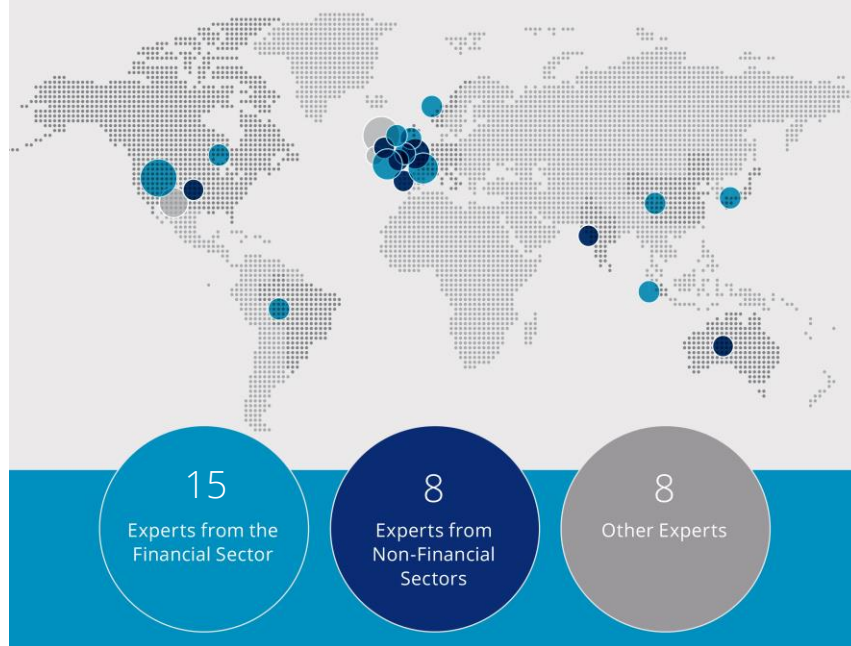 15
Experts from the
Financial Sector
8
Experts from
Non-Financial
Sectors
8
Other Experts